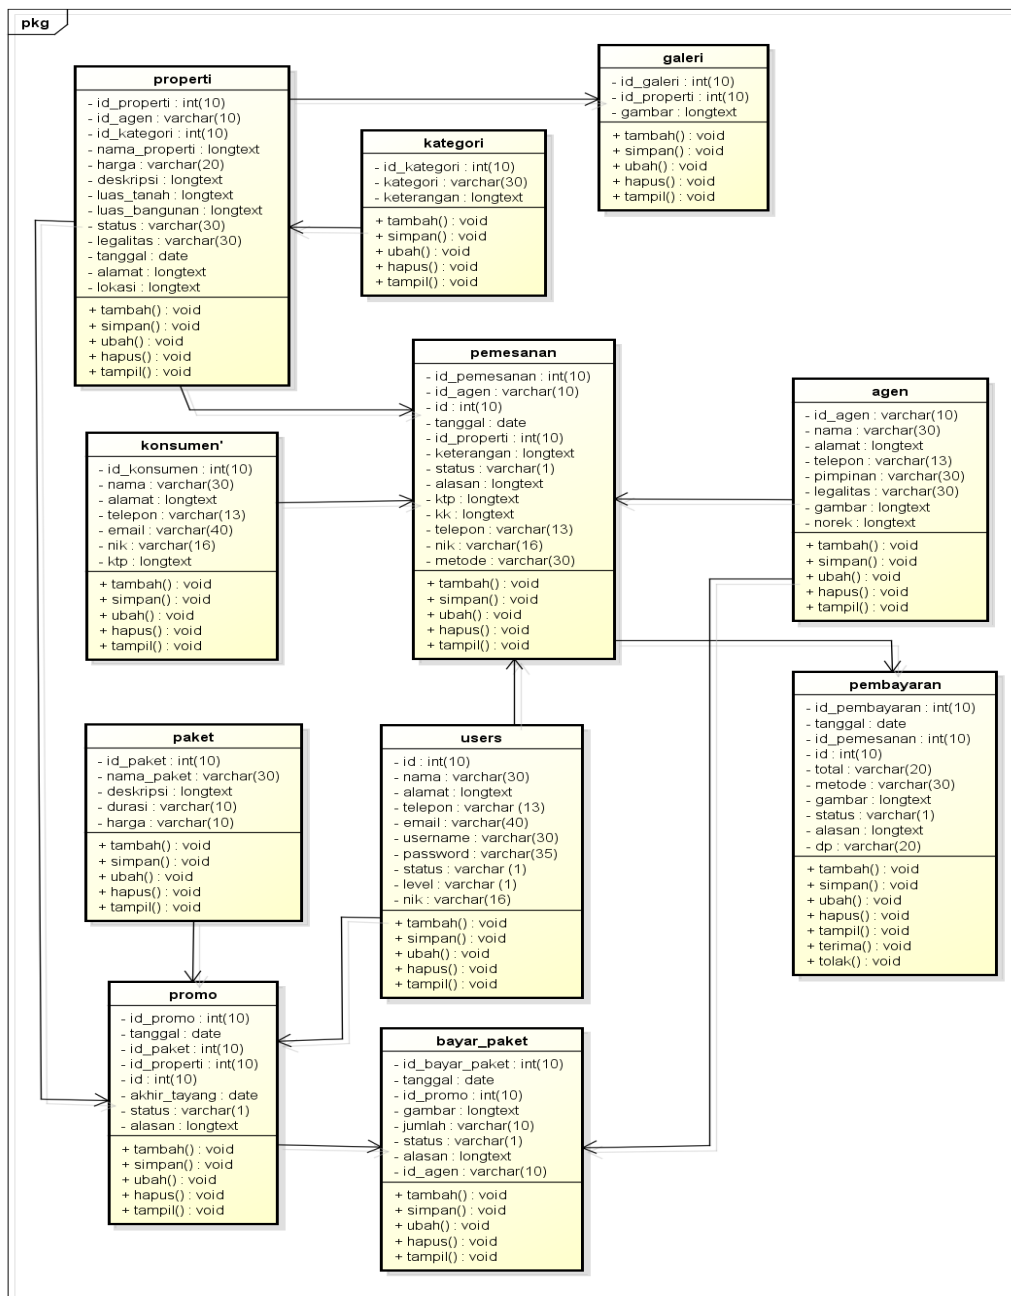 pkg
properti
- id_properti : int(10)
- id_agen : varchar(10)
- id_kategori : int(10)
- nama_properti : longtext
- harga : varchar(20)
- deskripsi : longtext
- luas_tanah : longtext
- luas_bangunan : longtext
- status : varchar(30)
- legalitas : varchar(30)
- tanggal : date
- alamat : longtext
- lokasi : longtext
+ tambah() : void
+ simpan() : void
+ ubah() : void
+ hapus() : void
+ tampil() : void
galeri
- id_galeri : int(10)
- id_properti : int(10)
- gambar : longtext
+ tambah() : void
+ simpan() : void
+ ubah() : void
+ hapus() : void
+ tampil() : void
kategori
- id_kategori : int(10)
- kategori : varchar(30)
- keterangan : longtext
+ tambah() : void
+ simpan() : void
+ ubah() : void
+ hapus() : void
+ tampil() : void
pemesanan
- id_pemesanan : int(10)
- id_agen : varchar(10)
- id : int(10)
- tanggal : date
- id_properti : int(10)
- keterangan : longtext
- status : varchar(1)
- alasan : longtext
- ktp : longtext
- kk : longtext
- telepon : varchar(13)
- nik : varchar(16)
- metode : varchar(30)
+ tambah() : void
+ simpan() : void
+ ubah() : void
+ hapus() : void
+ tampil() : void
agen
- id_agen : varchar(10)
- nama : varchar(30)
- alamat : longtext
- telepon : varchar(13)
- pimpinan : varchar(30)
- legalitas : varchar(30)
- gambar : longtext
- norek : longtext
+ tambah() : void
+ simpan() : void
+ ubah() : void
+ hapus() : void
+ tampil() : void
konsumen'
- id_konsumen : int(10)
- nama : varchar(30)
- alamat : longtext
- telepon : varchar(13)
- email : varchar(40)
- nik : varchar(16)
- ktp : longtext
+ tambah() : void
+ simpan() : void
+ ubah() : void
+ hapus() : void
+ tampil() : void
pembayaran
- id_pembayaran : int(10)
- tanggal : date
- id_pemesanan : int(10)
- id : int(10)
- total : varchar(20)
- metode : varchar(30)
- gambar : longtext
- status : varchar(1)
- alasan : longtext
- dp : varchar(20)
+ tambah() : void
+ simpan() : void
+ ubah() : void
+ hapus() : void
+ tampil() : void
+ terima() : void
+ tolak() : void
paket
- id_paket : int(10)
- nama_paket : varchar(30)
- deskripsi : longtext
- durasi : varchar(10)
- harga : varchar(10)
+ tambah() : void
+ simpan() : void
+ ubah() : void
+ hapus() : void
+ tampil() : void
users
- id : int(10)
- nama : varchar(30)
- alamat : longtext
- telepon : varchar (13)
- email : varchar(40)
- username : varchar(30)
- password : varchar(35)
- status : varchar (1)
- level : varchar (1)
- nik : varchar(16)
+ tambah() : void
+ simpan() : void
+ ubah() : void
+ hapus() : void
+ tampil() : void
promo
- id_promo : int(10)
- tanggal : date
- id_paket : int(10)
- id_properti : int(10)
- id : int(10)
- akhir_tayang : date
- status : varchar(1)
- alasan : longtext
+ tambah() : void
+ simpan() : void
+ ubah() : void
+ hapus() : void
+ tampil() : void
bayar_paket
- id_bayar_paket : int(10)
- tanggal : date
- id_promo : int(10)
- gambar : longtext
- jumlah : varchar(10)
- status : varchar(1)
- alasan : longtext
- id_agen : varchar(10)
+ tambah() : void
+ simpan() : void
+ ubah() : void
+ hapus() : void
+ tampil() : void